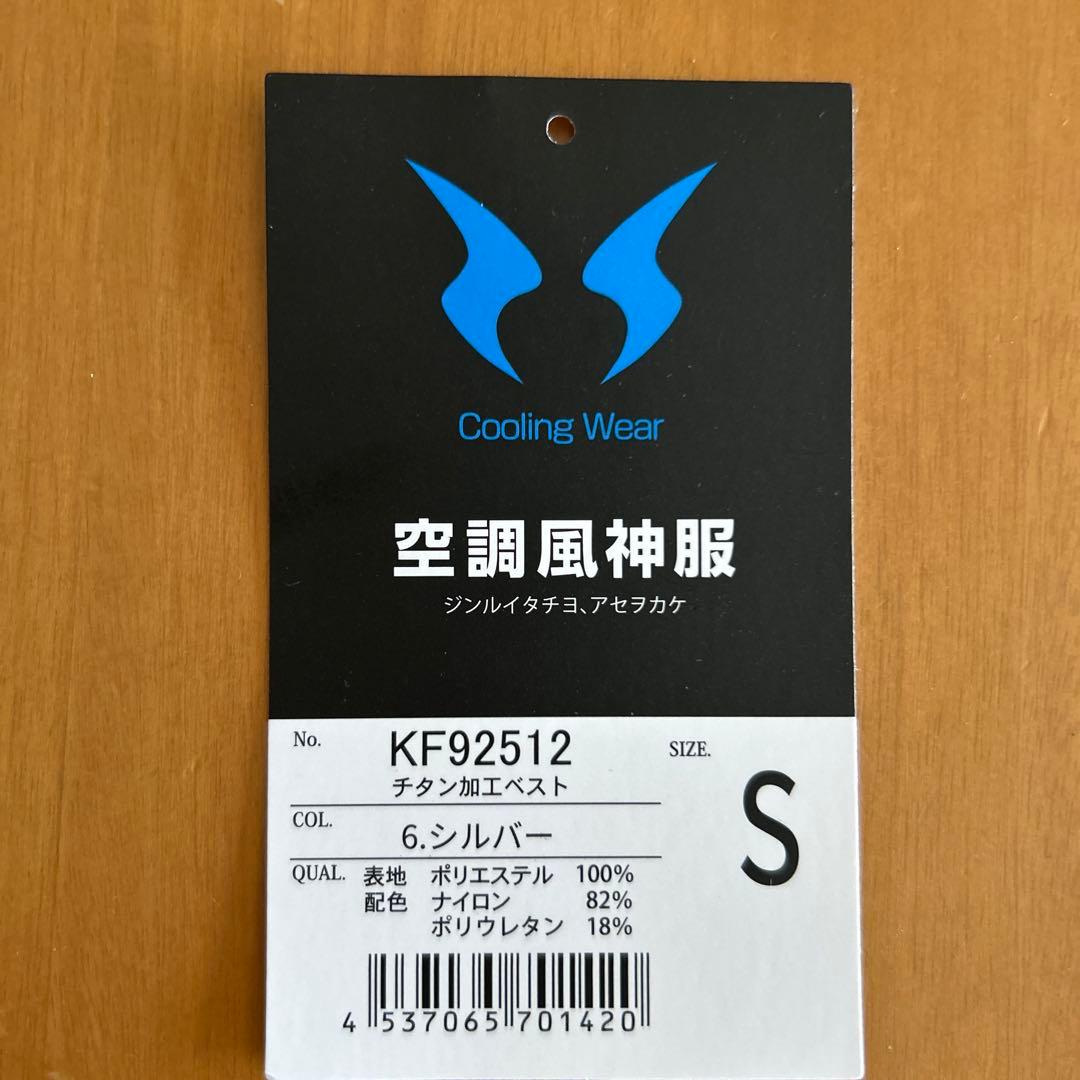 Cooling Wear
空調風神服
ジンルイタチヨ、アセヲカケ
No. KF92512 SIZE. S
チタン加工ベスト
COL. 6.シルバー
QUAL. 表地 ポリエステル 100%
配色 ナイロン 82%
ポリウレタン 18%
4 537065 701420